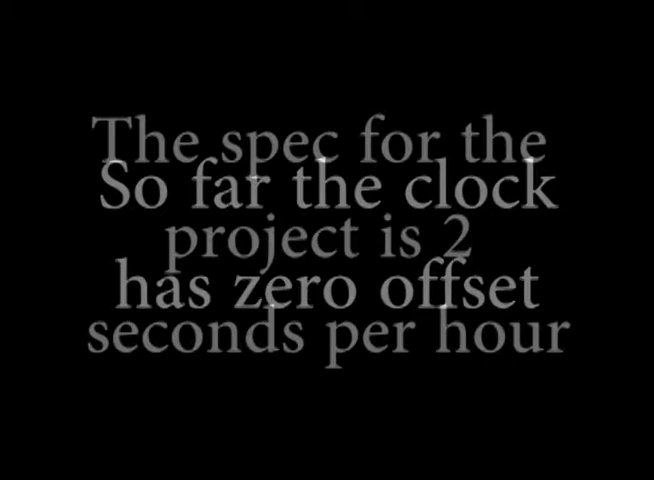 The spec for the
So far the clock
project is 2
has zero offset
seconds per hour